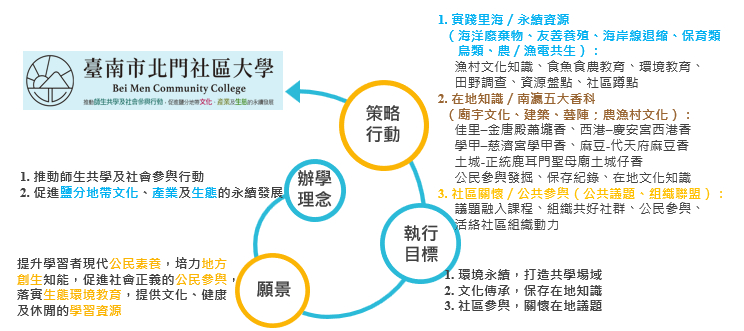 臺南市北門社區大學
Bei Men Community College
推動師生共學及社會參與行動，促進鹽分地帶文化、產業及生態的永續發展
策略
行動
1. 實踐里海／永續資源
（海洋廢棄物、友善養殖、海岸線退縮、保育類
鳥類、農／漁電共生）：
漁村文化知識、食魚食農教育、環境教育、
田野調查、資源盤點、社區蹲點
2. 在地知識／南瀛五大香科
（廟宇文化、建築、藝陣；農漁村文化）：
佳里–金唐殿蕭壠香、西港–慶安宮西港香
學甲–慈濟宮學甲香、麻豆-代天府麻豆香
土城-正統鹿耳門聖母廟土城仔香
公民參與發掘、保存紀錄、在地文化知識
3. 社區關懷／公共參與（公共議題、組織聯盟）：
議題融入課程、組織共好社群、公民參與、
活絡社區組織動力
辦學
理念
1. 推動師生共學及社會參與行動
2. 促進鹽分地帶文化、產業及生態的永續發展
執行
目標
1. 環境永續，打造共學場域
2. 文化傳承，保存在地知識
3. 社區參與，關懷在地議題
願景
提升學習者現代公民素養，培力地方
創生知能，促進社會正義的公民參與，
落實生態環境教育，提供文化、健康
及休閒的學習資源